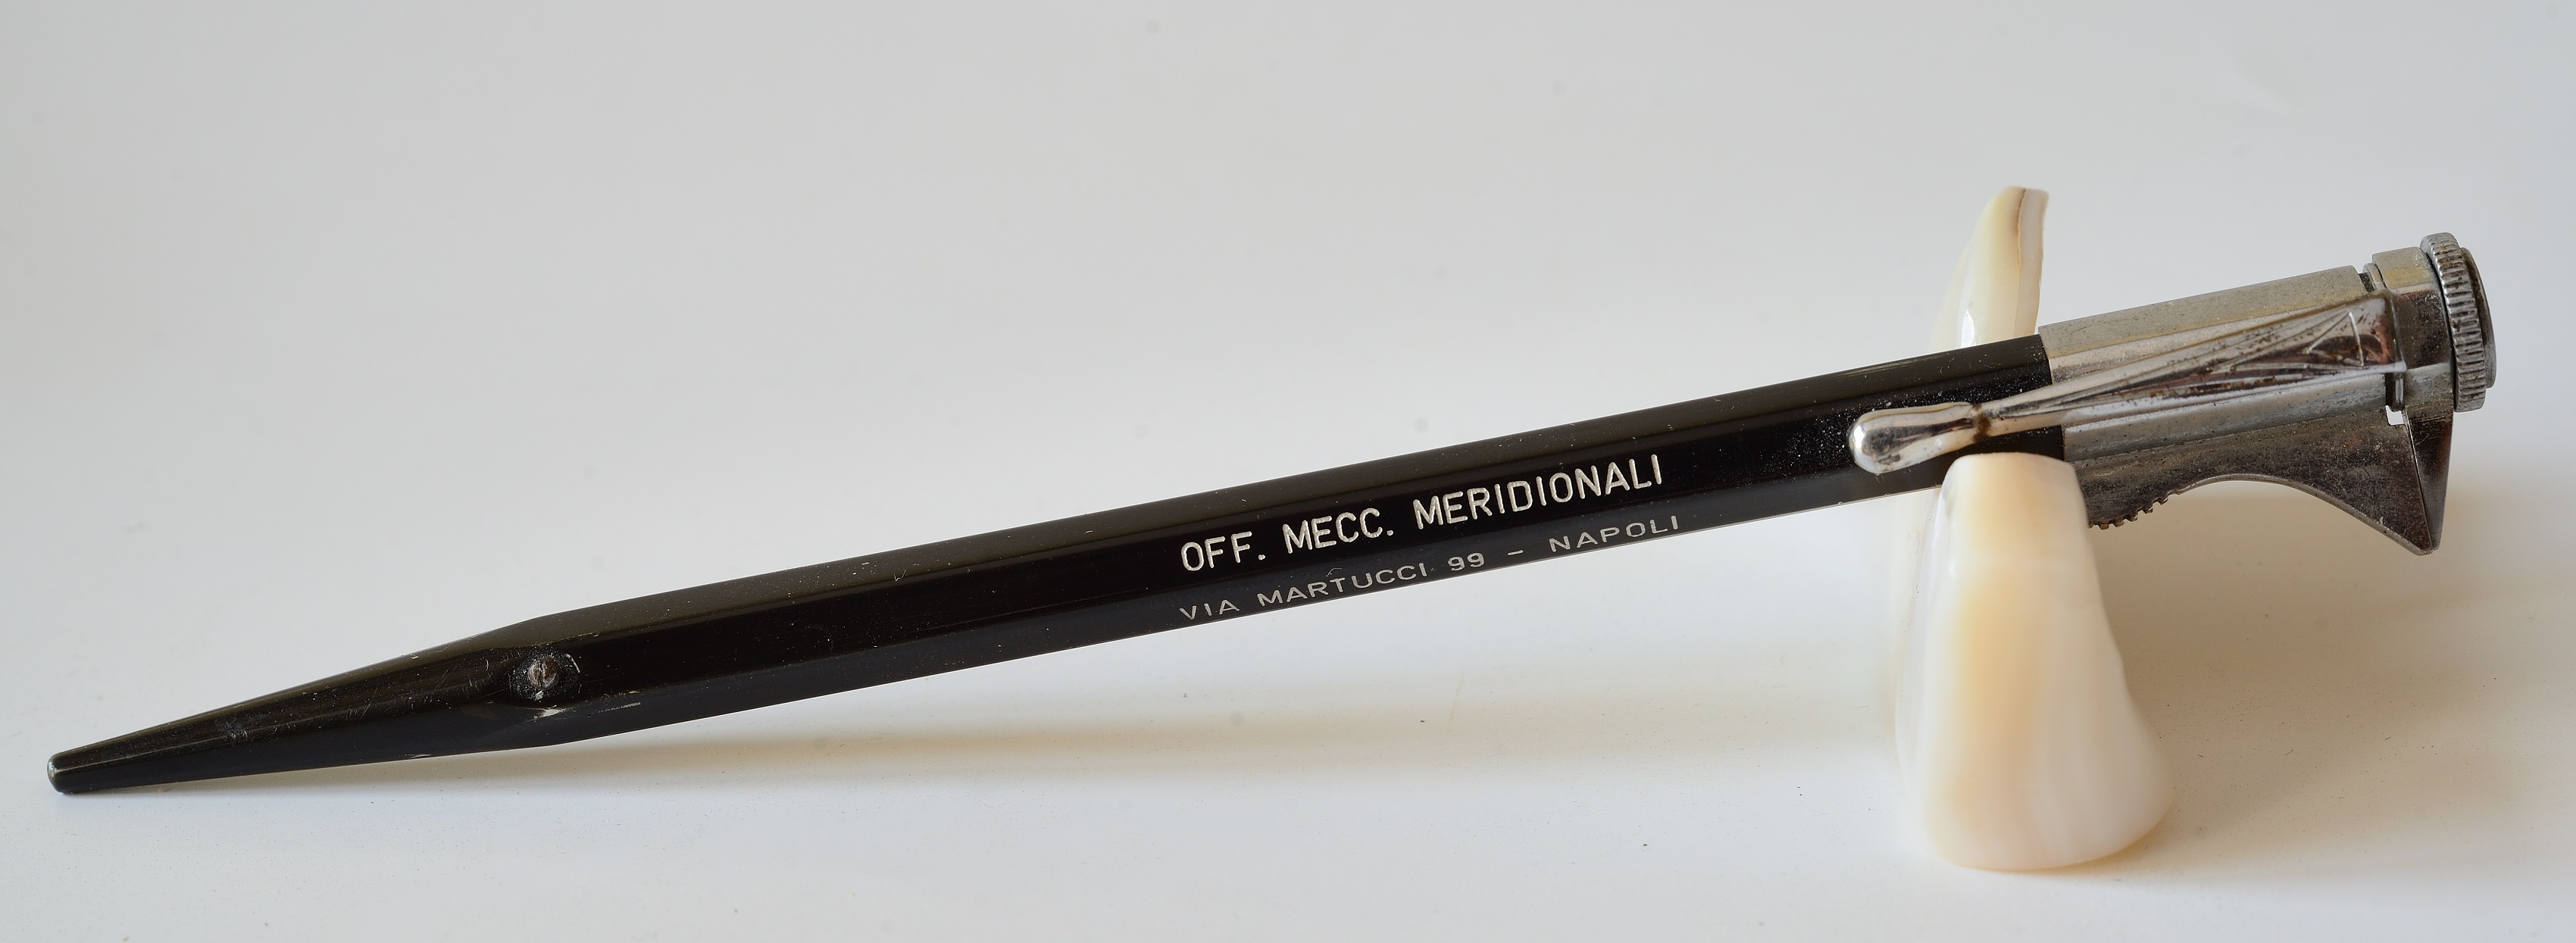 OFF. MECC. MERIDIONALI
VIA MARTUCCI 99 - NAPOLI